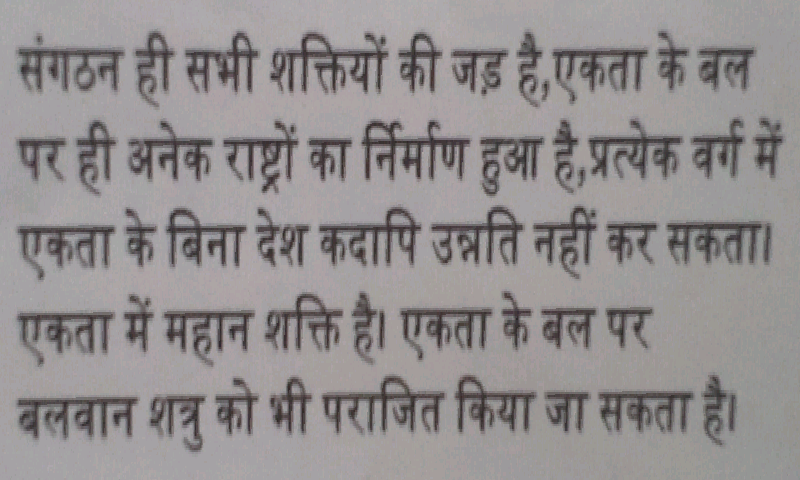 संगठन ही सभी शक्तियों की जड़ है,एकता के बल
पर ही अनेक राष्ट्रों का र्निर्माण हुआ है,प्रत्येक वर्ग में
एकता के बिना देश कदापि उन्नति नहीं कर सकता।
एकता में महान शक्ति है। एकता के बल पर
बलवान शत्रु को भी पराजित किया जा सकता है।